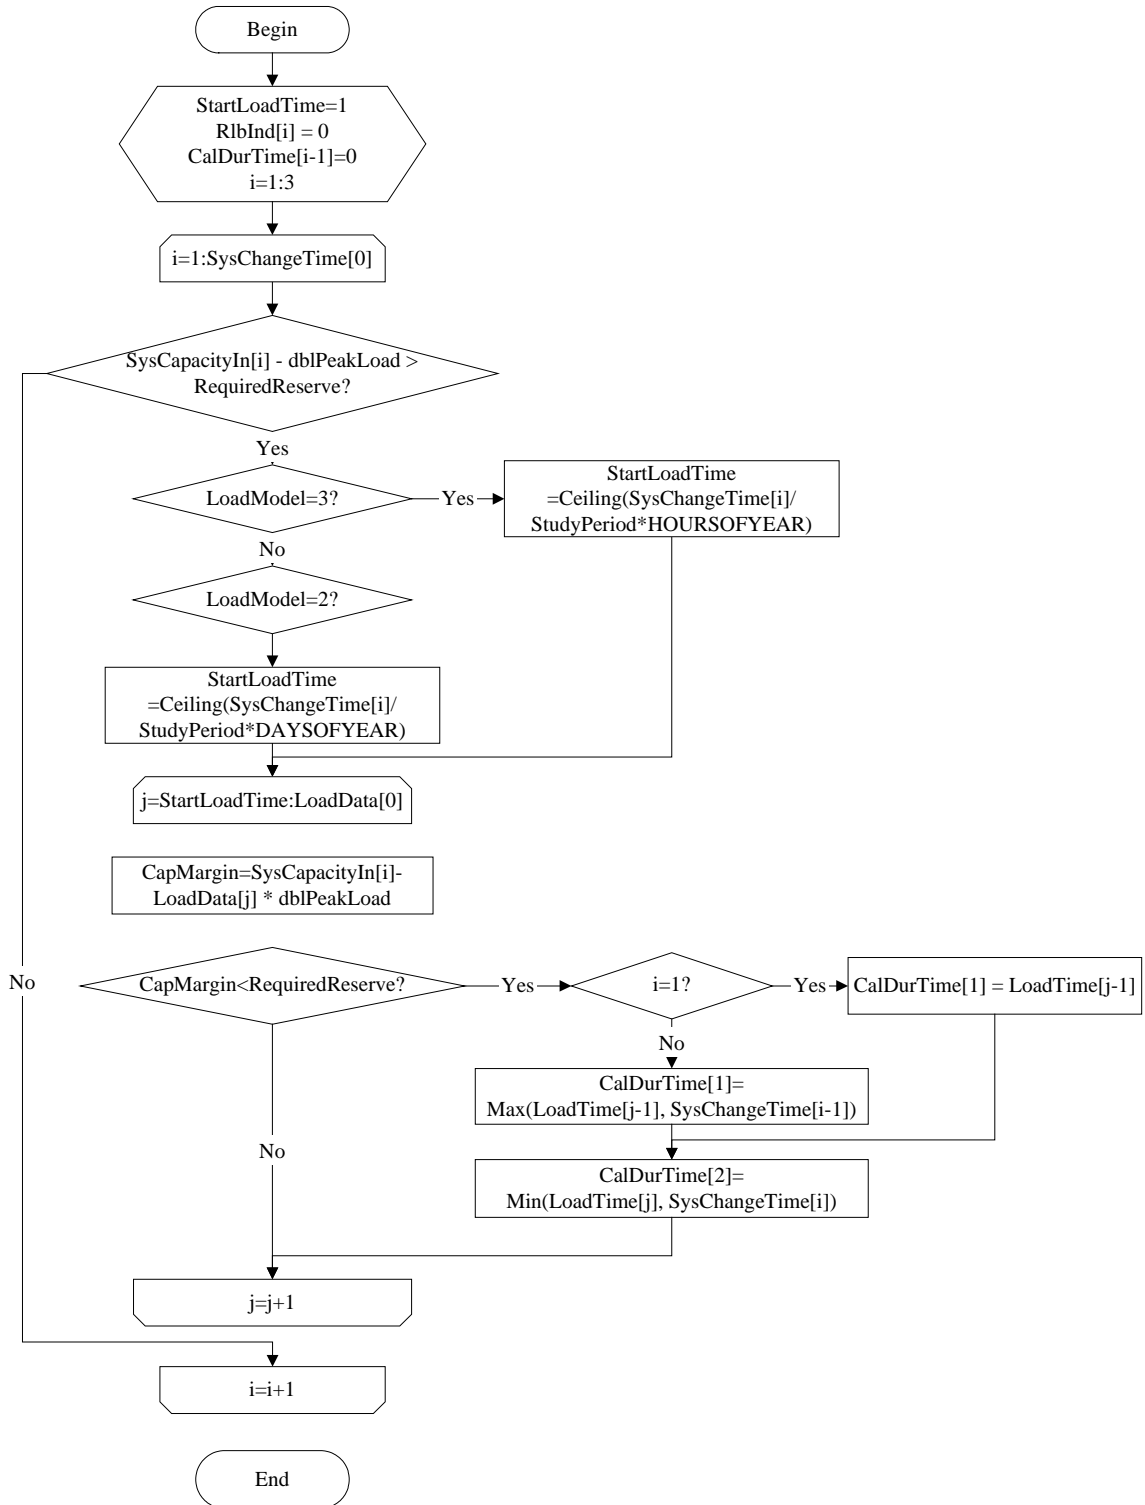 Begin
StartLoadTime=1
RlbInd[i] = 0
CalDurTime[i-1]=0
i=1:3
i=1:SysChangeTime[0]
SysCapacityIn[i] - dblPeakLoad >
RequiredReserve?
Yes
LoadModel=3?
Yes
StartLoadTime
=Ceiling(SysChangeTime[i]/
StudyPeriod*HOURSOFYEAR)
No
LoadModel=2?
StartLoadTime
=Ceiling(SysChangeTime[i]/
StudyPeriod*DAYSOFYEAR)
j=StartLoadTime:LoadData[0]
CapMargin=SysCapacityIn[i]-
LoadData[j] * dblPeakLoad
No
CapMargin<RequiredReserve?
Yes
i=1?
Yes
CalDurTime[1] = LoadTime[j-1]
No
CalDurTime[1]=
Max(LoadTime[j-1], SysChangeTime[i-1])
No
CalDurTime[2]=
Min(LoadTime[j], SysChangeTime[i])
j=j+1
i=i+1
End